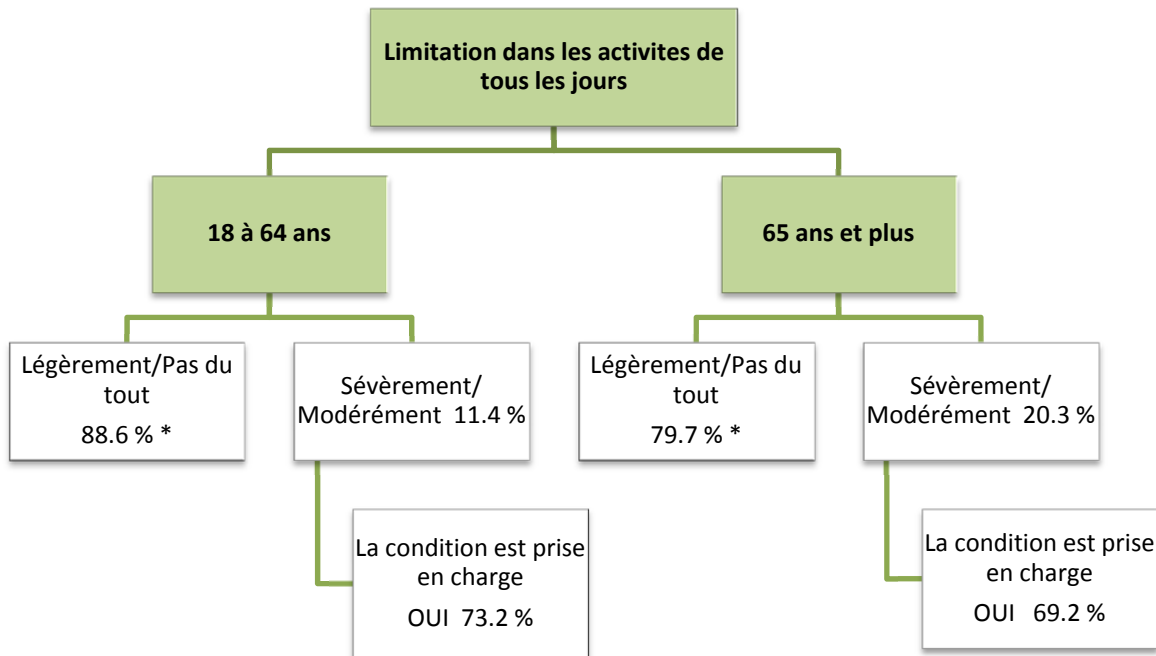 Limitation dans les activites de
tous les jours
18 à 64 ans
65 ans et plus
Légèrement/Pas du
tout
88.6 % *
Sévèrement/
Modérément 11.4 %
Légèrement/Pas du
tout
79.7 % *
Sévèrement/
Modérément 20.3 %
La condition est prise
en charge
OUI 73.2 %
La condition est prise
en charge
OUI 69.2 %